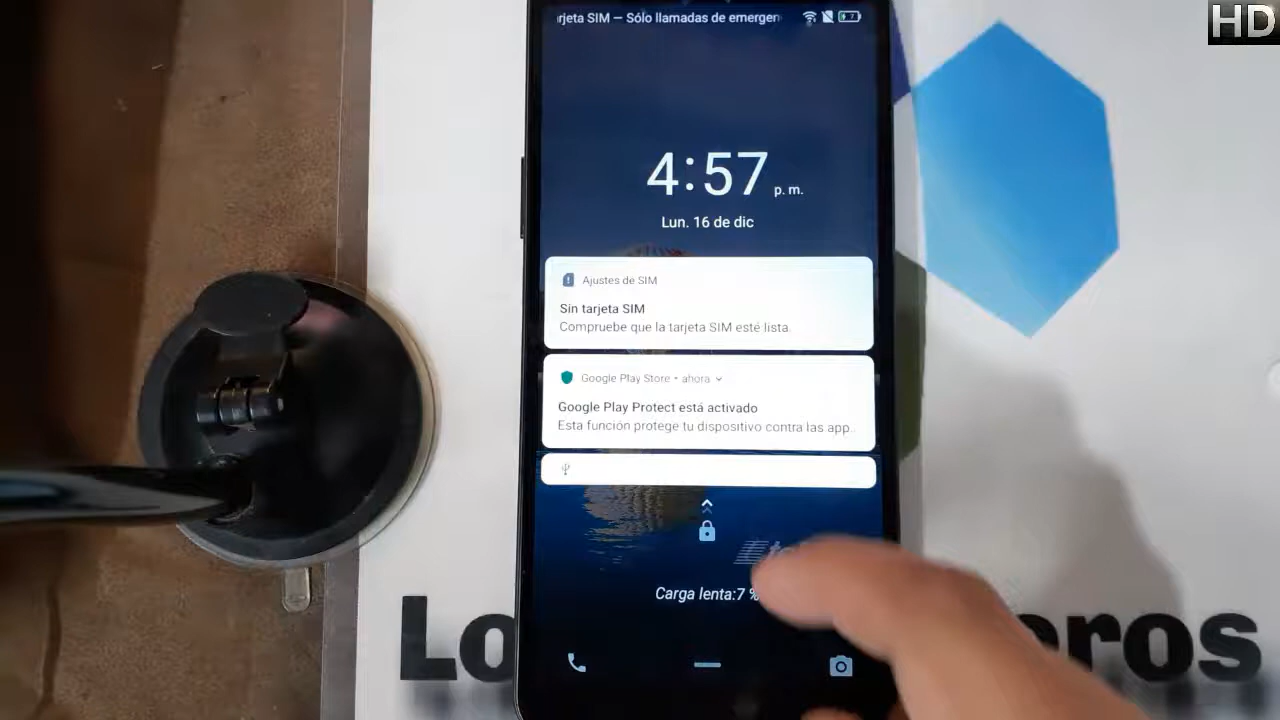 HD
rjeta SIM — Sólo llamadas de emergen
7
4:57 p. m.
Lun. 16 de dic
Ajustes de SIM
Sin tarjeta SIM
Compruebe que la tarjeta SIM esté lista.
Google Play Store • ahora
Google Play Protect está activado
Esta función protege tu dispositivo contra las app..
Carga lenta:7 %
Lo
eros